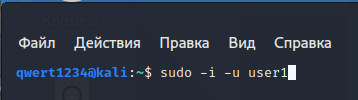 Файл Действия Правка Вид Справка
qwert1234@kali:~$ sudo -i -u user1